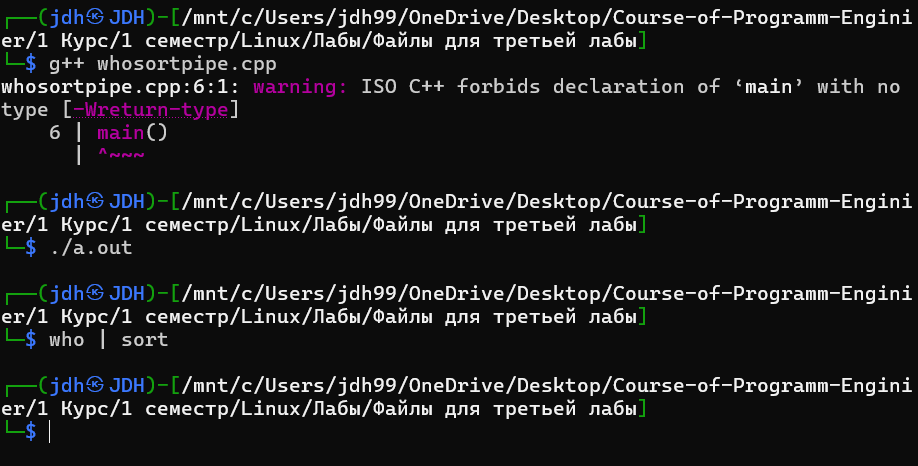 ┌──(jdh㉿JDH)-[/mnt/c/Users/jdh99/OneDrive/Desktop/Course-of-Programm-Engini
er/1 Курс/1 семестр/Linux/Лабы/Файлы для третьей лабы]
└─$ g++ whosortpipe.cpp
whosortpipe.cpp:6:1: warning: ISO C++ forbids declaration of ‘main’ with no
type [-Wreturn-type]
    6 | main()
      | ^~~~

┌──(jdh㉿JDH)-[/mnt/c/Users/jdh99/OneDrive/Desktop/Course-of-Programm-Engini
er/1 Курс/1 семестр/Linux/Лабы/Файлы для третьей лабы]
└─$ ./a.out

┌──(jdh㉿JDH)-[/mnt/c/Users/jdh99/OneDrive/Desktop/Course-of-Programm-Engini
er/1 Курс/1 семестр/Linux/Лабы/Файлы для третьей лабы]
└─$ who | sort

┌──(jdh㉿JDH)-[/mnt/c/Users/jdh99/OneDrive/Desktop/Course-of-Programm-Engini
er/1 Курс/1 семестр/Linux/Лабы/Файлы для третьей лабы]
└─$